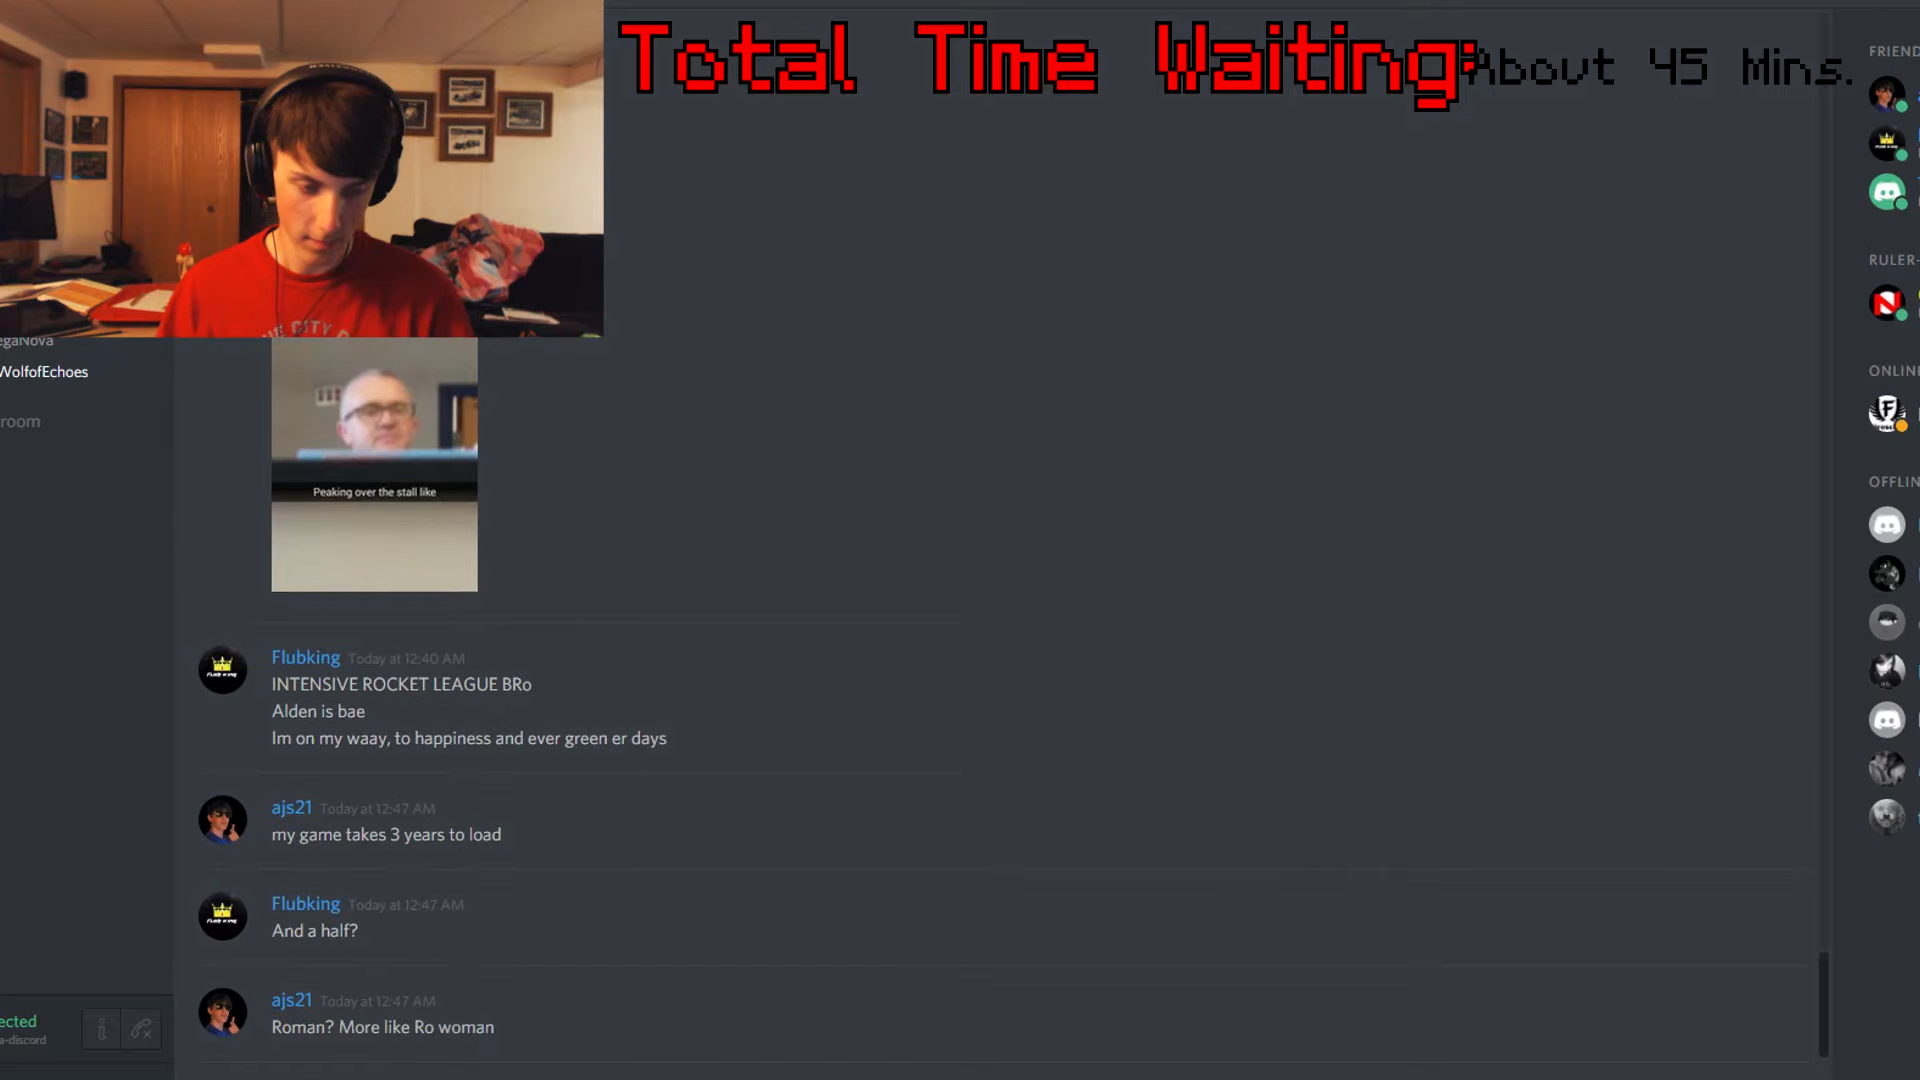 Total Time Waiting:
About 45 Mins.
FRIEND
RULER-
ONLINE
OFFLIN
egaNova
WolfofEchoes
room
Peaking over the stall like
Flubking Today at 12:40 AM
INTENSIVE ROCKET LEAGUE BRo
Alden is bae
Im on my waay, to happiness and ever green er days
ajs21 Today at 12:47 AM
my game takes 3 years to load
Flubking Today at 12:47 AM
And a half?
ajs21 Today at 12:47 AM
Roman? More like Ro woman
ected
a-discord